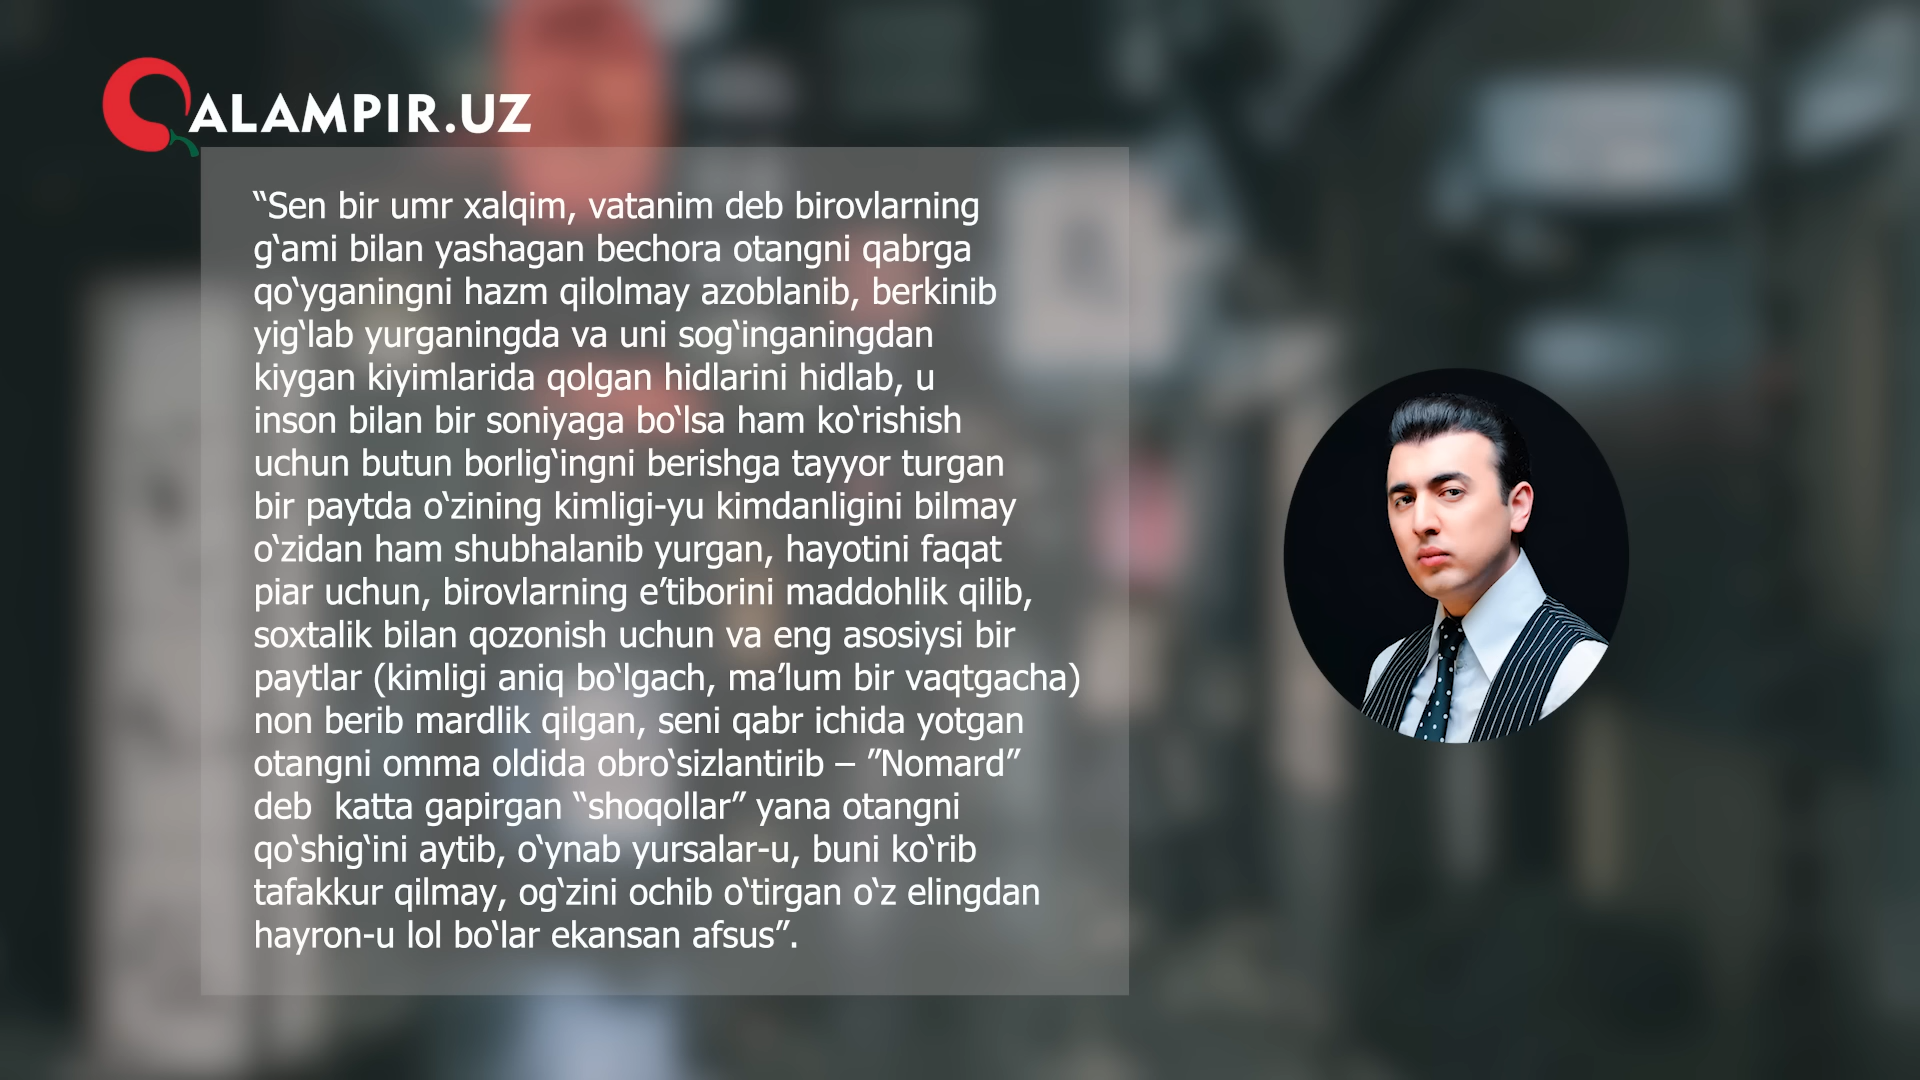 QALAMPIR.UZ
“Sen bir umr xalqim, vatanim deb birovlarning
g‘ami bilan yashagan bechora otangni qabrga
qo‘yganingni hazm qilolmay azoblanib, berkinib
yig‘lab yurganingda va uni sog‘inganingdan
kiygan kiyimlarida qolgan hidlarini hidlab, u
inson bilan bir soniyaga bo‘lsa ham ko‘rishish
uchun butun borlig‘ingni berishga tayyor turgan
bir paytda o‘zining kimligi-yu kimdanligini bilmay
o‘zidan ham shubhalanib yurgan, hayotini faqat
piar uchun, birovlarning e’tiborini maddohlik qilib,
soxtalik bilan qozonish uchun va eng asosiysi bir
paytlar (kimligi aniq bo‘lgach, ma’lum bir vaqtgacha)
non berib mardlik qilgan, seni qabr ichida yotgan
otangni omma oldida obro‘sizlantirib – ”Nomard”
deb  katta gapirgan “shoqollar” yana otangni
qo‘shig‘ini aytib, o‘ynab yursalar-u, buni ko‘rib
tafakkur qilmay, og‘zini ochib o‘tirgan o‘z elingdan
hayron-u lol bo‘lar ekansan afsus”.